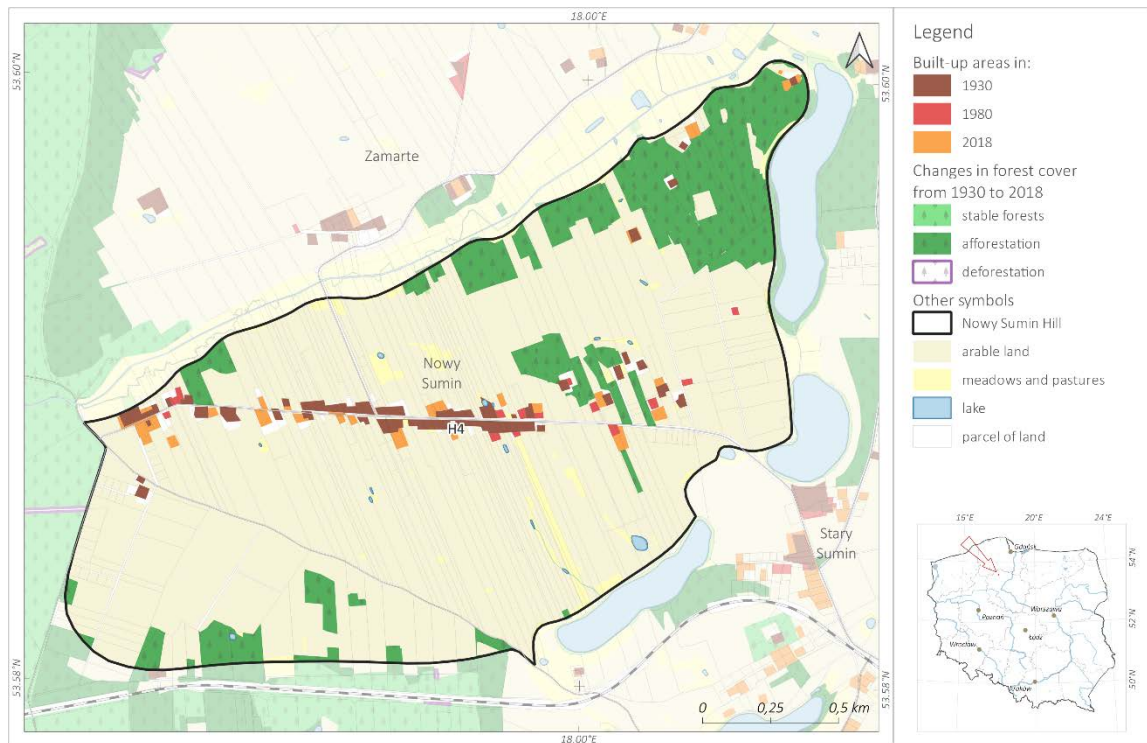 18.00°E
53.60°N
53.60°N
Zamarte
Nowy
Sumin
H4
Stary
Sumin
53.58°N
53.58°N
0 0,25 0,5 km
18.00°E
Legend
Built-up areas in:
1930
1980
2018
Changes in forest cover
from 1930 to 2018
stable forests
afforestation
deforestation
Other symbols
Nowy Sumin Hill
arable land
meadows and pastures
lake
parcel of land
16°E 20°E 24°E
Gdańsk
54°N
Warszawa
Poznań
52°N
Łódź
Wrocław
50°N
Kraków